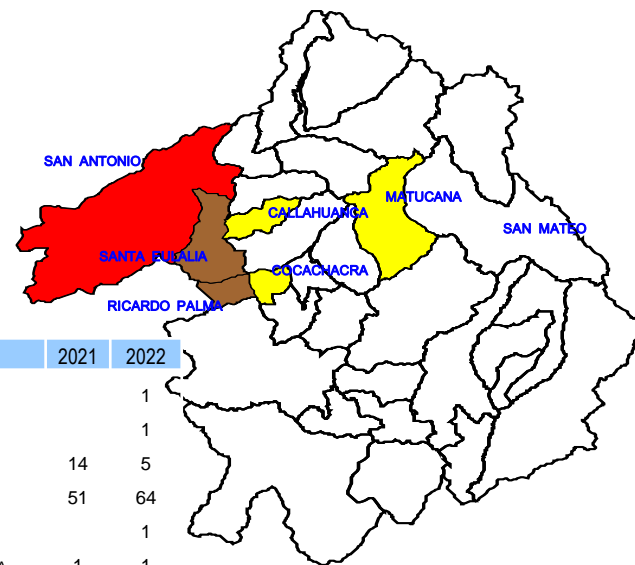 SAN ANTONIO
MATUCANA
CALLAHUANCA
SAN MATEO
SANTA EULALIA
COCACHACRA
RICARDO PALMA
2021 2022
1
1
14 5
51 64
1
A 1 1